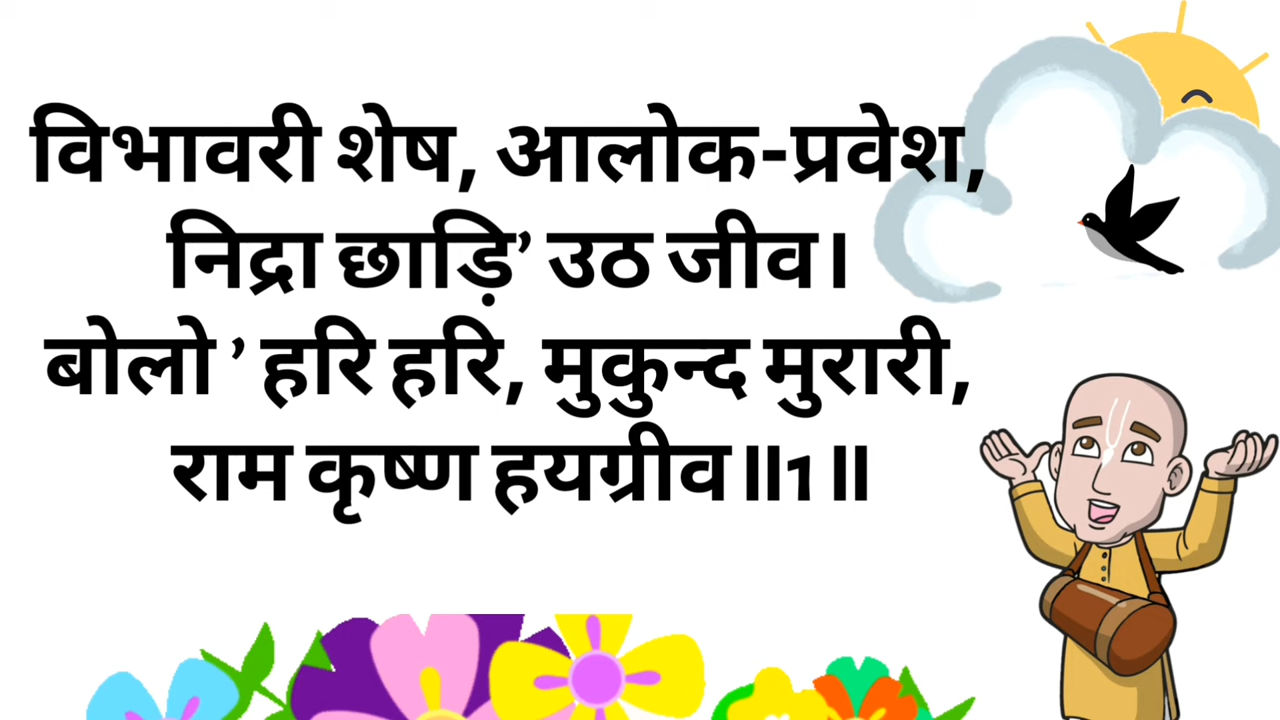 विभावरी शेष, आलोक-प्रवेश,
निद्रा छाड़ि’ उठ जीव।
बोलो ’ हरि हरि, मुकुन्द मुरारी,
राम कृष्ण हयग्रीव॥1॥